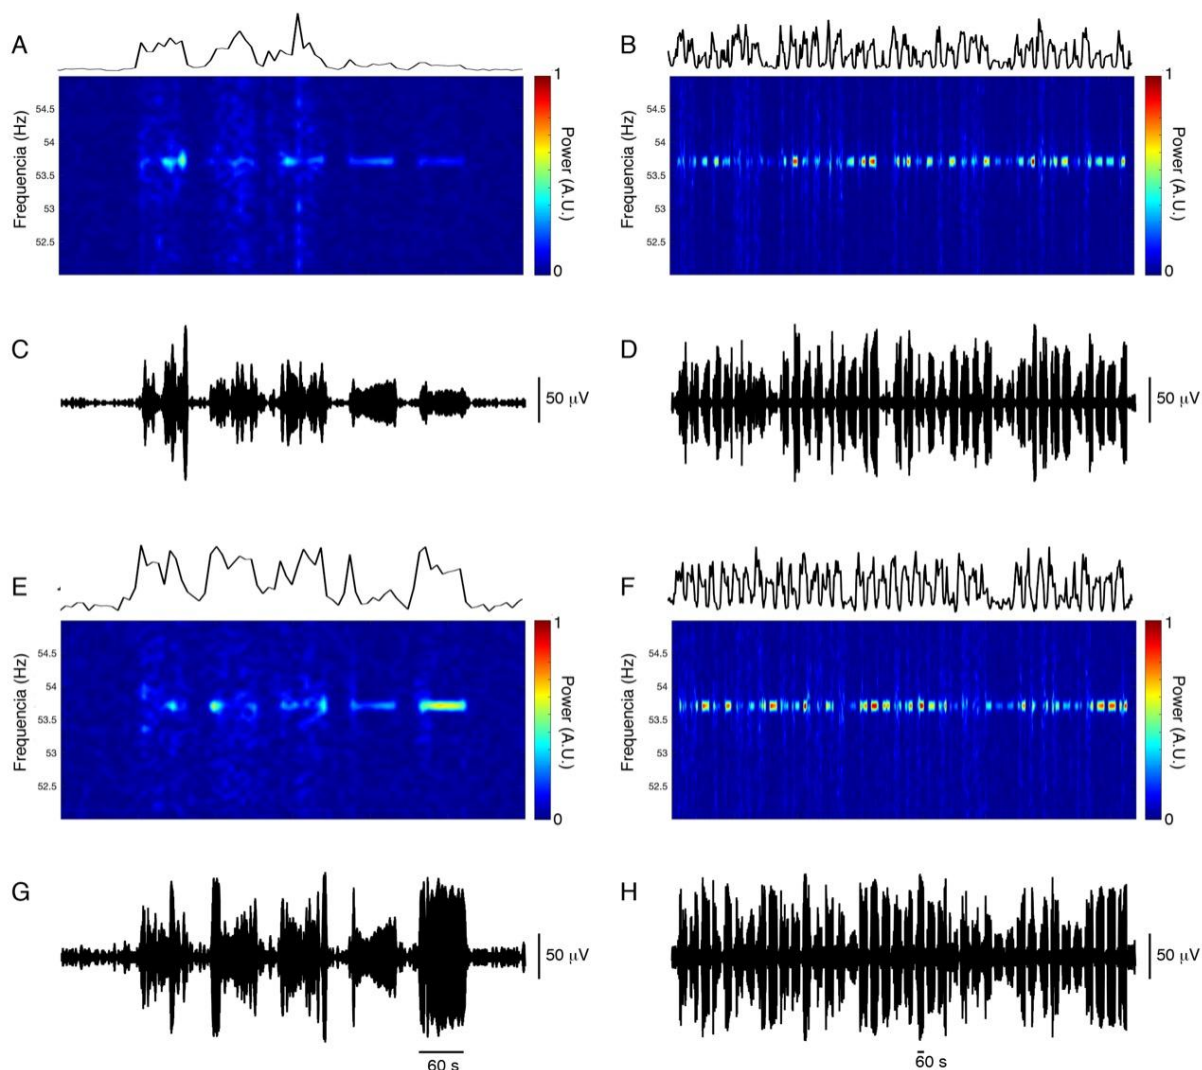 A
B
54.5
54
53.5
53
52.5
Frequencia (Hz)
1
0
Power (A.U.)
54.5
54
53.5
53
52.5
Frequencia (Hz)
1
0
Power (A.U.)
C
50 µV
D
50 µV
E
F
54.5
54
53.5
53
52.5
Frequencia (Hz)
1
0
Power (A.U.)
54.5
54
53.5
53
52.5
Frequencia (Hz)
1
0
Power (A.U.)
G
50 µV
H
50 µV
60 s
60 s